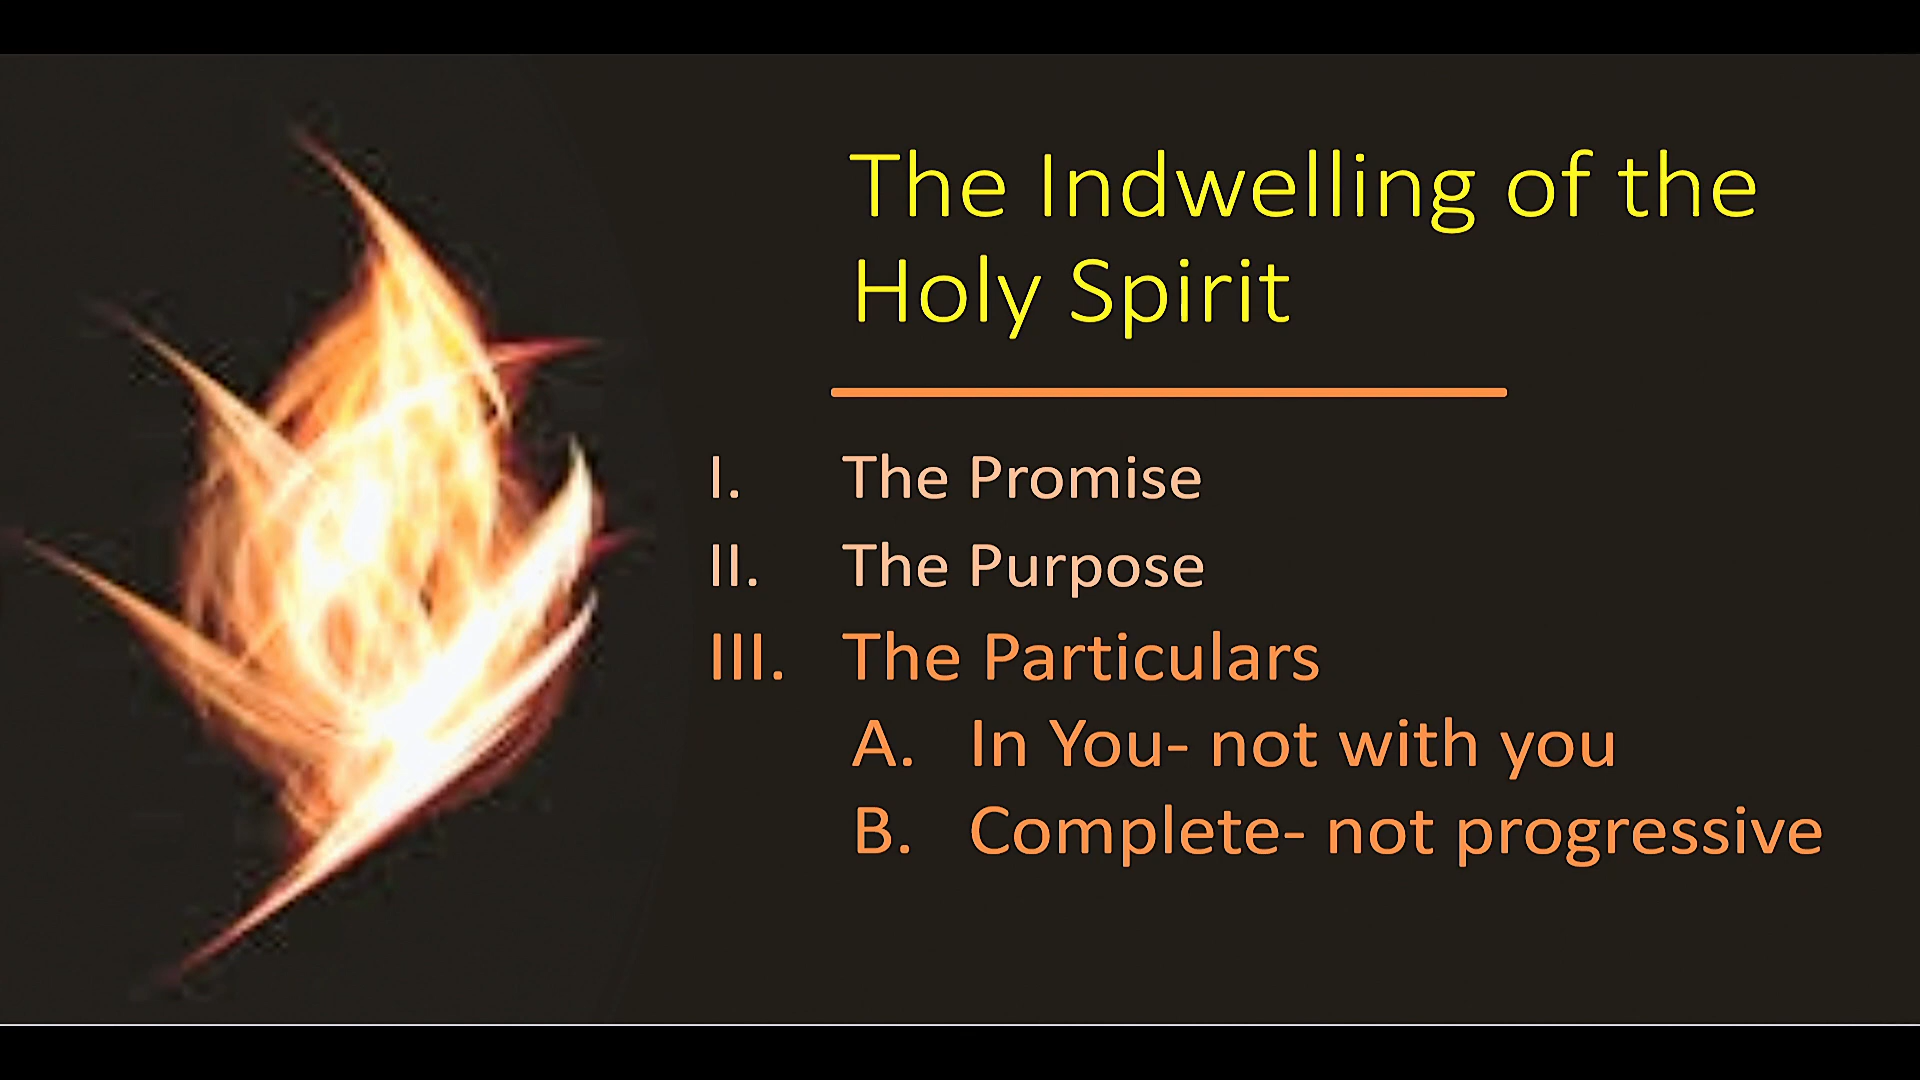 The Indwelling of the
Holy Spirit
I. The Promise
II. The Purpose
III. The Particulars
A. In You- not with you
B. Complete- not progressive